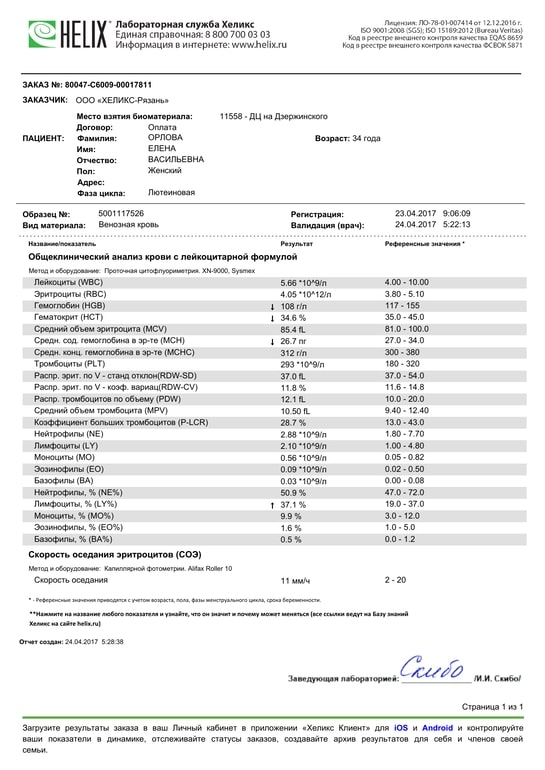 HELIX
Лабораторная служба Хеликс
Единая справочная: 8 800 700 03 03
Информация в интернете: www.helix.ru
Лицензия: ЛО-78-01-007414 от 12.12.2016 г.
ISO 9001:2008 (SGS); ISO 15189:2012 (Bureau Veritas)
Код в реестре внешнего контроля качества EQAS 8659
Код в реестре внешнего контроля качества ФСВОК 5871
ЗАКАЗ №: 80047-C6009-00017811
ЗАКАЗЧИК: ООО «ХЕЛИКС-Рязань»
Место взятия биоматериала: 11558 - ДЦ на Дзержинского
Договор: Оплата
ПАЦИЕНТ: Фамилия: ОРЛОВА Возраст: 34 года
Имя: ЕЛЕНА
Отчество: ВАСИЛЬЕВНА
Пол: Женский
Адрес:
Фаза цикла: Лютеиновая
Образец №: 5001117526 Регистрация: 23.04.2017 9:06:09
Вид материала: Венозная кровь Валидация (врач): 24.04.2017 5:22:13
Название/показатель Результат Референсные значения *
Общеклинический анализ крови с лейкоцитарной формулой
Метод и оборудование: Проточная цитофлуориметрия. XN-9000, Sysmex
Лейкоциты (WBC) 5.66 *10^9/л 4.00 - 10.00
Эритроциты (RBC) 4.05 *10^12/л 3.80 - 5.10
Гемоглобин (HGB) ↓ 108 г/л 117 - 155
Гематокрит (HCT) ↓ 34.6 % 35.0 - 45.0
Средний объем эритроцита (MCV) 85.4 fL 81.0 - 100.0
Средн. сод. гемоглобина в эр-те (MCH) ↓ 26.7 пг 27.0 - 34.0
Средн. конц. гемоглобина в эр-те (MCHC) 312 г/л 300 - 380
Тромбоциты (PLT) 293 *10^9/л 180 - 320
Распр. эрит. по V - станд отклон(RDW-SD) 37.0 fL 37.0 - 54.0
Распр. эрит. по V - коэф. вариац(RDW-CV) 11.8 % 11.6 - 14.8
Распр. тромбоцитов по объему (PDW) 12.1 fL 10.0 - 20.0
Средний объем тромбоцита (MPV) 10.50 fL 9.40 - 12.40
Коэффициент больших тромбоцитов (P-LCR) 28.7 % 13.0 - 43.0
Нейтрофилы (NE) 2.88 *10^9/л 1.80 - 7.70
Лимфоциты (LY) 2.10 *10^9/л 1.00 - 4.80
Моноциты (MO) 0.56 *10^9/л 0.05 - 0.82
Эозинофилы (EO) 0.09 *10^9/л 0.02 - 0.50
Базофилы (BA) 0.03 *10^9/л 0.00 - 0.08
Нейтрофилы, % (NE%) 50.9 % 47.0 - 72.0
Лимфоциты, % (LY%) ↑ 37.1 % 19.0 - 37.0
Моноциты, % (MO%) 9.9 % 3.0 - 12.0
Эозинофилы, % (EO%) 1.6 % 1.0 - 5.0
Базофилы, % (BA%) 0.5 % 0.0 - 1.2
Скорость оседания эритроцитов (СОЭ)
Метод и оборудование: Капиллярной фотометрии. Alifax Roller 10
Скорость оседания 11 мм/ч 2 - 20
* - Референсные значения приводятся с учетом возраста, пола, фазы менструального цикла, срока беременности.
**Нажмите на название любого показателя и узнайте, что он значит и почему может меняться (все ссылки ведут на Базу знаний
Хеликс на сайте helix.ru)
Отчет создан: 24.04.2017 5:28:38
Заведующая лабораторией: Скибо /И.И. Скибо/
Страница 1 из 1
Загрузите результаты заказа в ваш Личный кабинет в приложении «Хеликс Клиент» для iOS и Android и контролируйте
ваши показатели в динамике, отслеживайте статусы заказов, создавайте архив результатов для себя и членов своей
семьи.